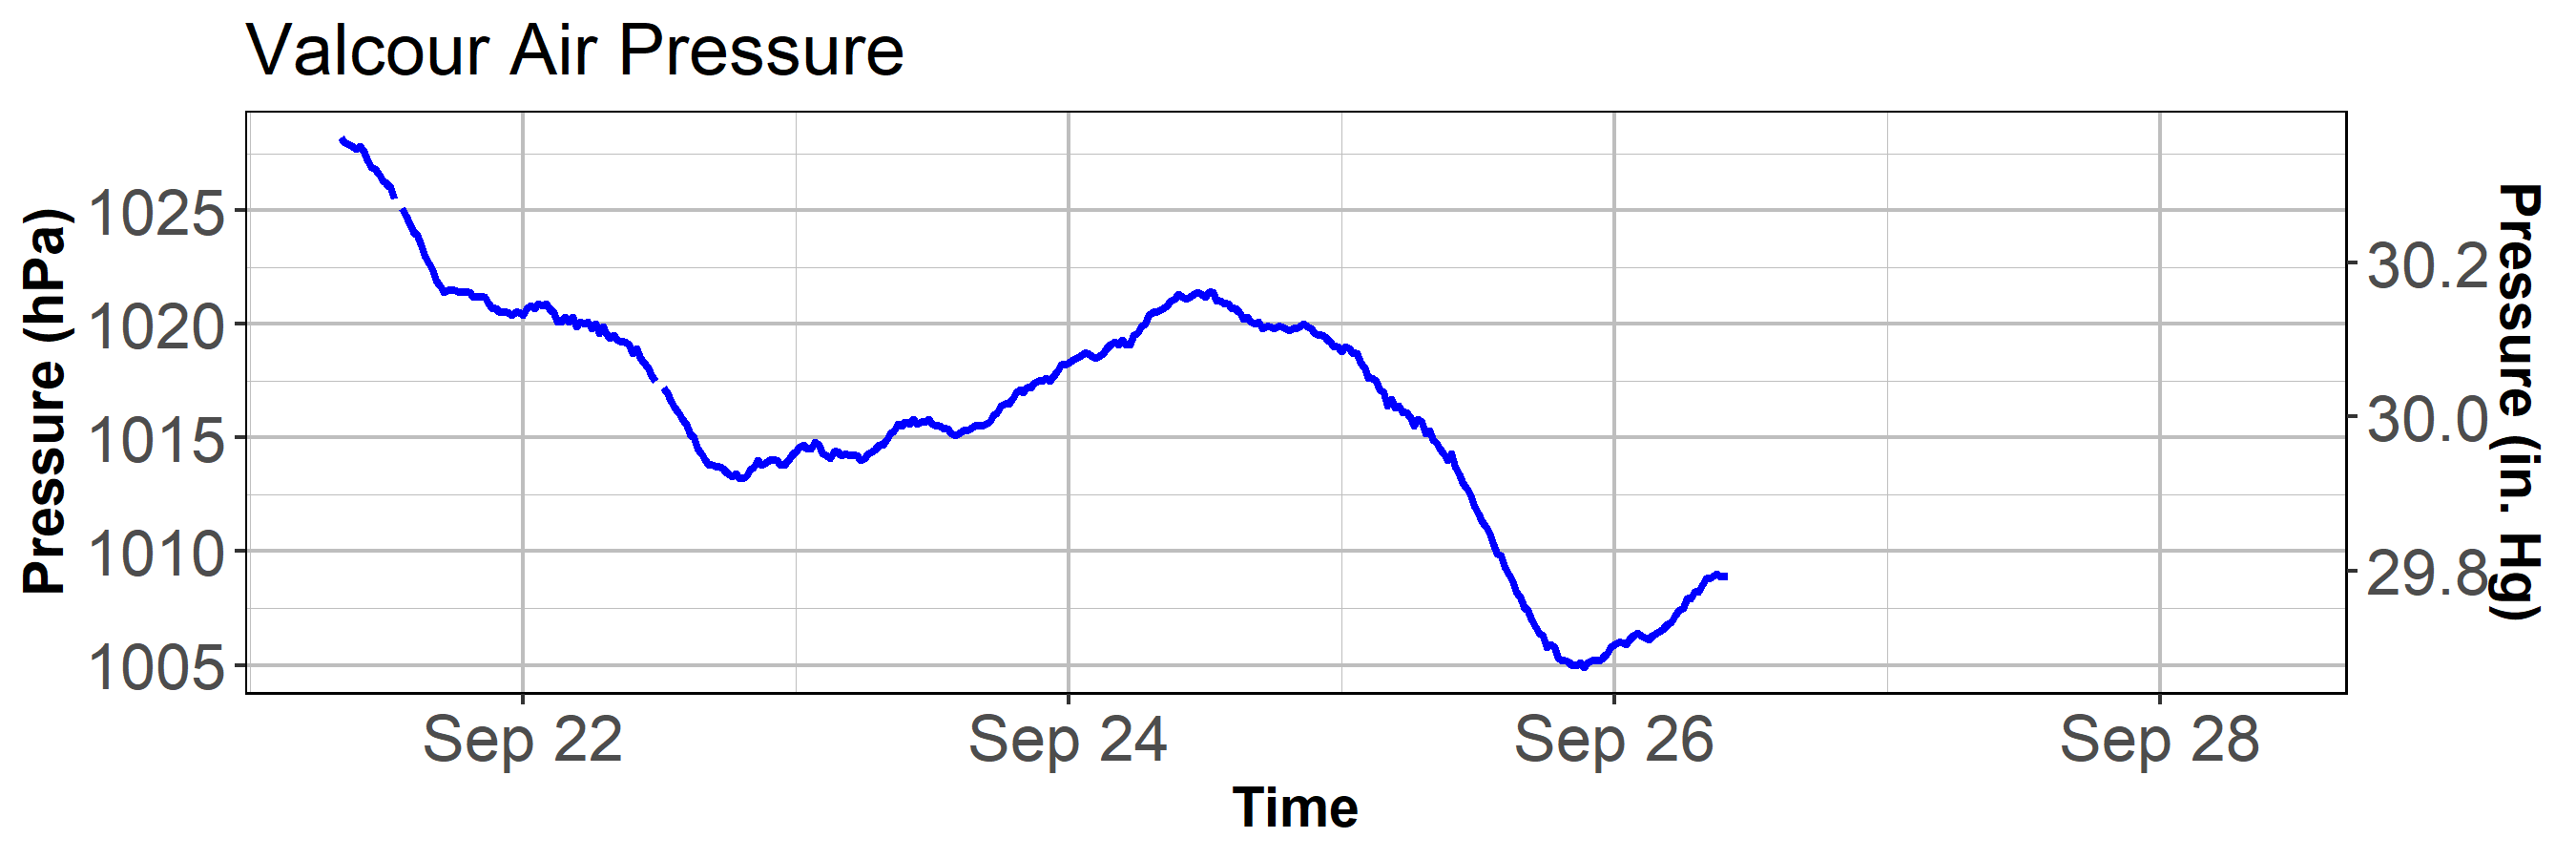 Valcour Air Pressure
Pressure (hPa)
1025
1020
1015
1010
1005
30.2
30.0
29.8
Pressure (in. Hg)
Sep 22
Sep 24
Sep 26
Sep 28
Time